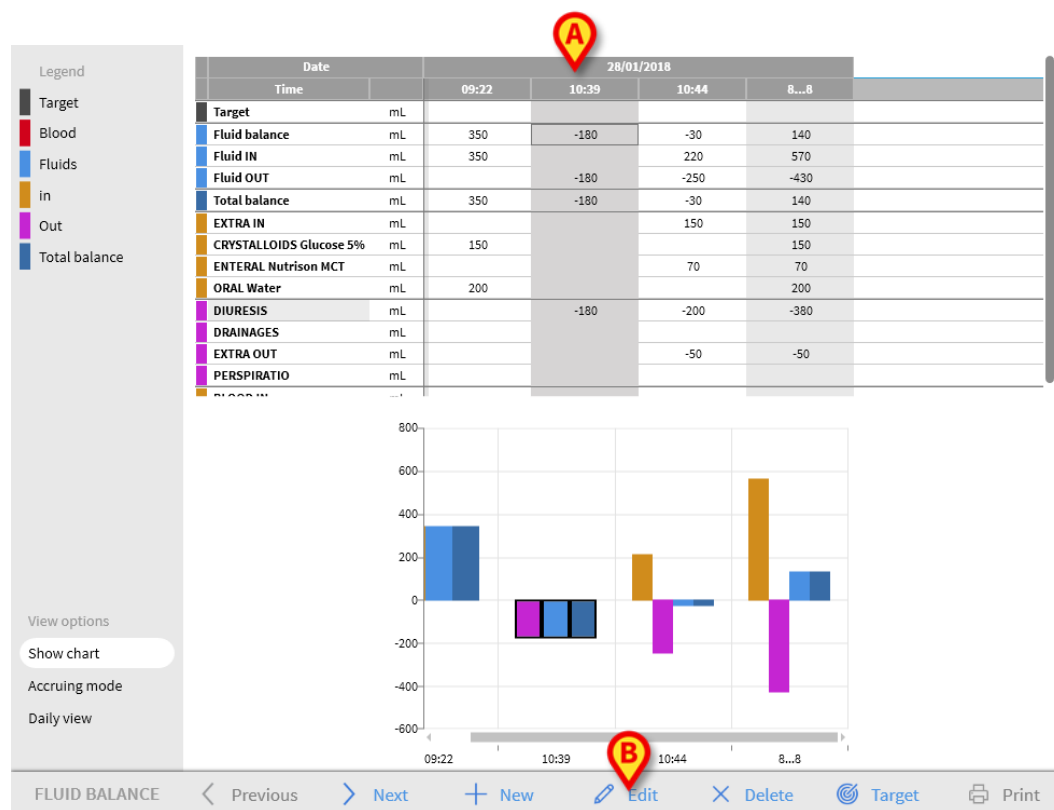 A
Legend
Target
Blood
Fluids
in
Out
Total balance
Date 28/01/2018
Time 09:22 10:39 10:44 8...8
Target mL
Fluid balance mL 350 -180 -30 140
Fluid IN mL 350 220 570
Fluid OUT mL -180 -250 -430
Total balance mL 350 -180 -30 140
EXTRA IN mL 150 150
CRYSTALLOIDS Glucose 5% mL 150 150
ENTERAL Nutrison MCT mL 70 70
ORAL Water mL 200 200
DIURESIS mL -180 -200 -380
DRAINAGES mL
EXTRA OUT mL -50 -50
PERSPIRATIO mL
BLOOD IN mL
800
600
400
200
0
-200
-400
-600
09:22 10:39 10:44 8...8
View options
Show chart
Accruing mode
Daily view
B
FLUID BALANCE Previous Next New Edit Delete Target Print